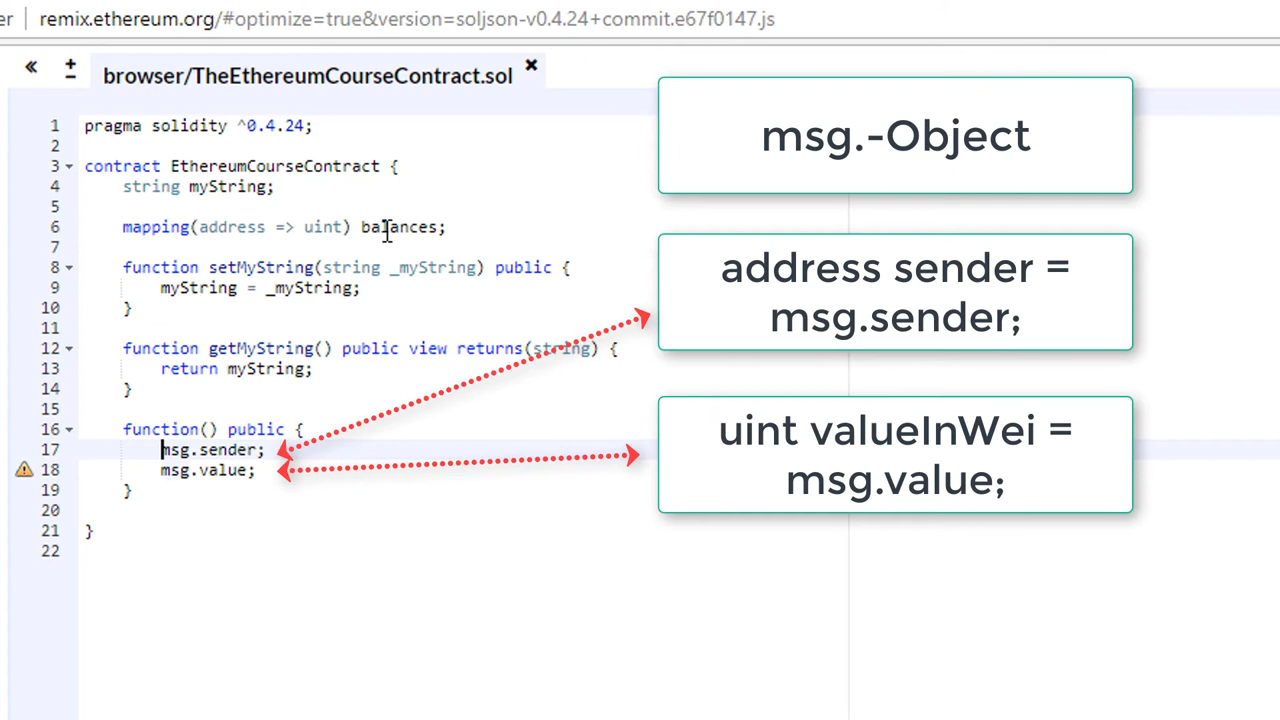 er remix.ethereum.org/#optimize=true&version=soljson-v0.4.24+commit.e67f0147.js
« ± browser/TheEthereumCourseContract.sol ×
1 pragma solidity ^0.4.24;
2
3 contract EthereumCourseContract {
4 string myString;
5
6 mapping(address => uint) balances;
7
8 function setMyString(string _myString) public {
9 myString = _myString;
10 }
11
12 function getMyString() public view returns(string) {
13 return myString;
14 }
15
16 function() public {
17 msg.sender;
18 msg.value;
19 }
20
21 }
22
msg.-Object
address sender =
msg.sender;
uint valueInWei =
msg.value;